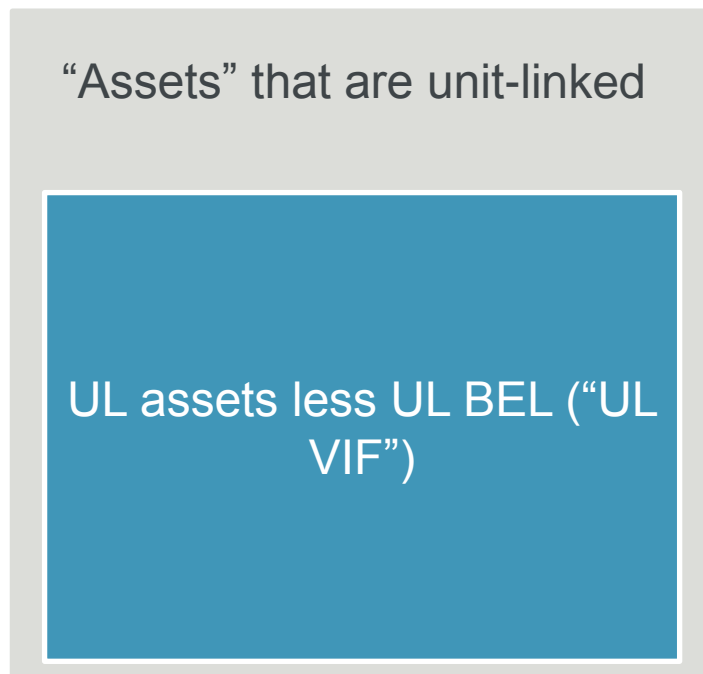 “Assets” that are unit-linked
UL assets less UL BEL (“UL
VIF”)